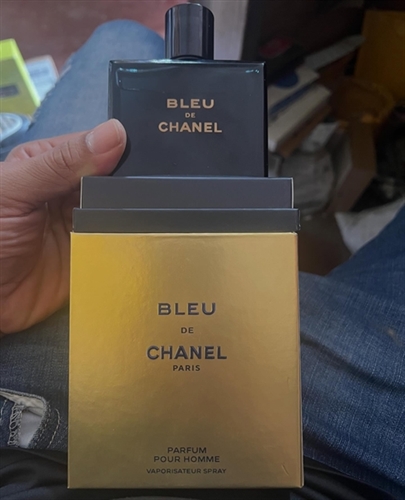 BLEU
DE
CHANEL
BLEU
DE
CHANEL
PARIS
PARFUM
POUR HOMME
VAPORISATEUR SPRAY